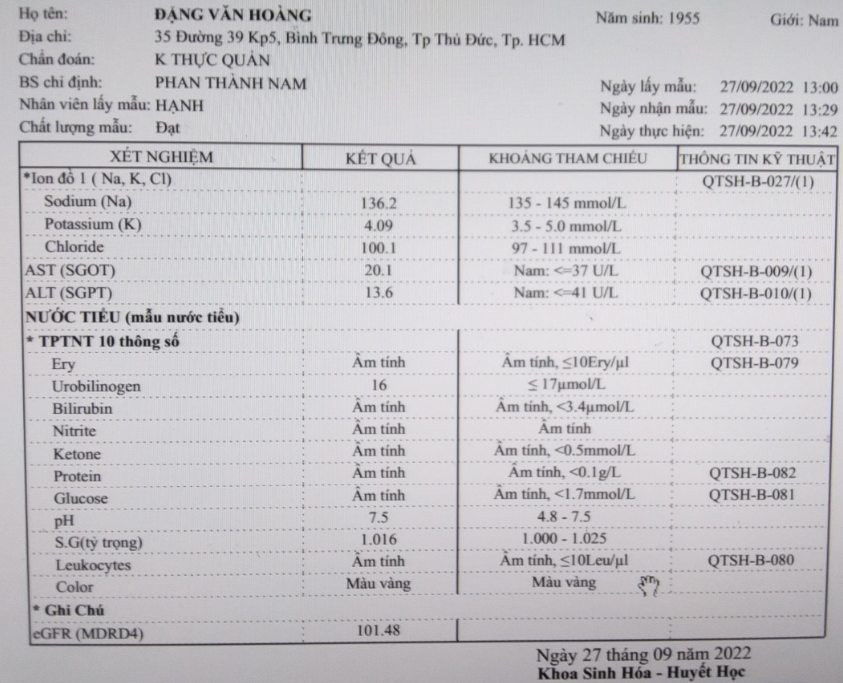 Họ tên: ĐẶNG VĂN HOÀNG Năm sinh: 1955 Giới: Nam
Địa chỉ: 35 Đường 39 Kp5, Bình Trưng Đông, Tp Thủ Đức, Tp. HCM
Chẩn đoán: K THỰC QUẢN
BS chỉ định: PHAN THÀNH NAM Ngày lấy mẫu: 27/09/2022 13:00
Nhân viên lấy mẫu: HẠNH Ngày nhận mẫu: 27/09/2022 13:29
Chất lượng mẫu: Đạt Ngày thực hiện: 27/09/2022 13:42
XÉT NGHIỆM KẾT QUẢ KHOẢNG THAM CHIẾU THÔNG TIN KỸ THUẬT
*Ion đồ 1 ( Na, K, Cl) QTSH-B-027/(1)
Sodium (Na) 136.2 135 - 145 mmol/L
Potassium (K) 4.09 3.5 - 5.0 mmol/L
Chloride 100.1 97 - 111 mmol/L
AST (SGOT) 20.1 Nam: <=37 U/L QTSH-B-009/(1)
ALT (SGPT) 13.6 Nam: <=41 U/L QTSH-B-010/(1)
NƯỚC TIỂU (mẫu nước tiểu)
* TPTNT 10 thông số QTSH-B-073
Ery Âm tính Âm tính, ≤10Ery/µl QTSH-B-079
Urobilinogen 16 ≤ 17µmol/L
Bilirubin Âm tính Âm tính, <3.4µmol/L
Nitrite Âm tính Âm tính
Ketone Âm tính Âm tính, <0.5mmol/L
Protein Âm tính Âm tính, <0.1g/L QTSH-B-082
Glucose Âm tính Âm tính, <1.7mmol/L QTSH-B-081
pH 7.5 4.8 - 7.5
S.G(tỷ trọng) 1.016 1.000 - 1.025
Leukocytes Âm tính Âm tính, ≤10Leu/µl QTSH-B-080
Color Màu vàng Màu vàng
* Ghi Chú
eGFR (MDRD4) 101.48
Ngày 27 tháng 09 năm 2022
Khoa Sinh Hóa - Huyết Học